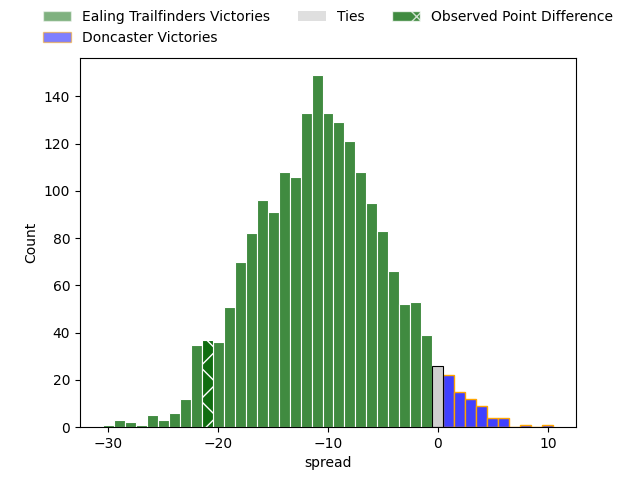 Ealing Trailfinders Victories
Ties
Observed Point Difference
Doncaster Victories
140
120
100
80
60
40
20
0
Count
−30
−20
−10
0
10
spread